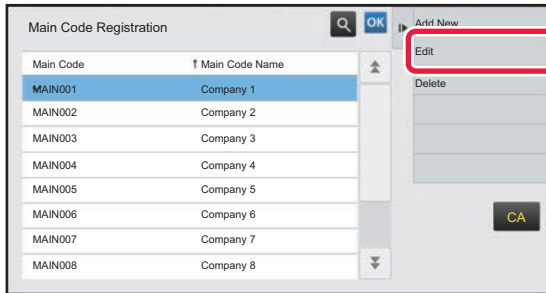 Main Code Registration
OK
Add New
Edit
Delete
Main Code Main Code Name
MAIN001 Company 1
MAIN002 Company 2
MAIN003 Company 3
MAIN004 Company 4
MAIN005 Company 5
MAIN006 Company 6
MAIN007 Company 7
MAIN008 Company 8
CA